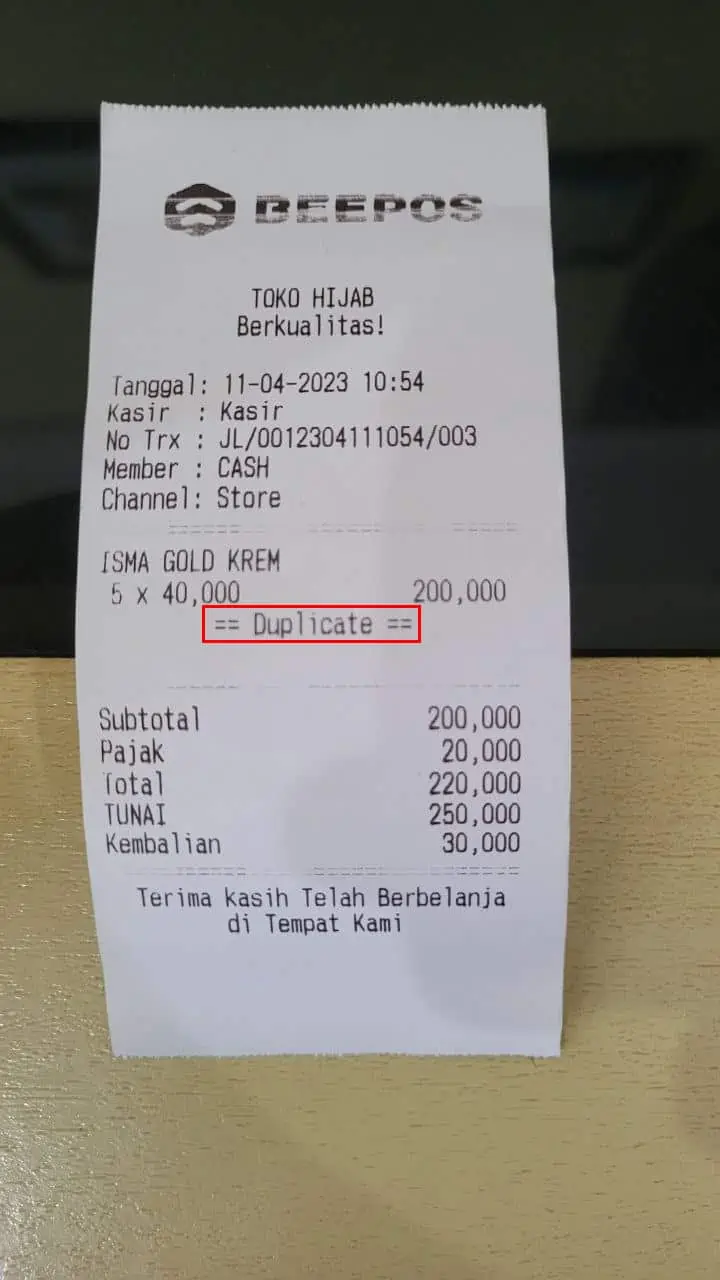 BEEPOS
TOKO HIJAB
Berkualitas!
Tanggal: 11-04-2023 10:54
Kasir : Kasir
No Trx : JL/0012304111054/003
Member : CASH
Channel: Store
ISMA GOLD KREM
5 x 40,000 200,000
== Duplicate ==
Subtotal 200,000
Pajak 20,000
Total 220,000
TUNAI 250,000
Kembalian 30,000
Terima kasih Telah Berbelanja
di Tempat Kami